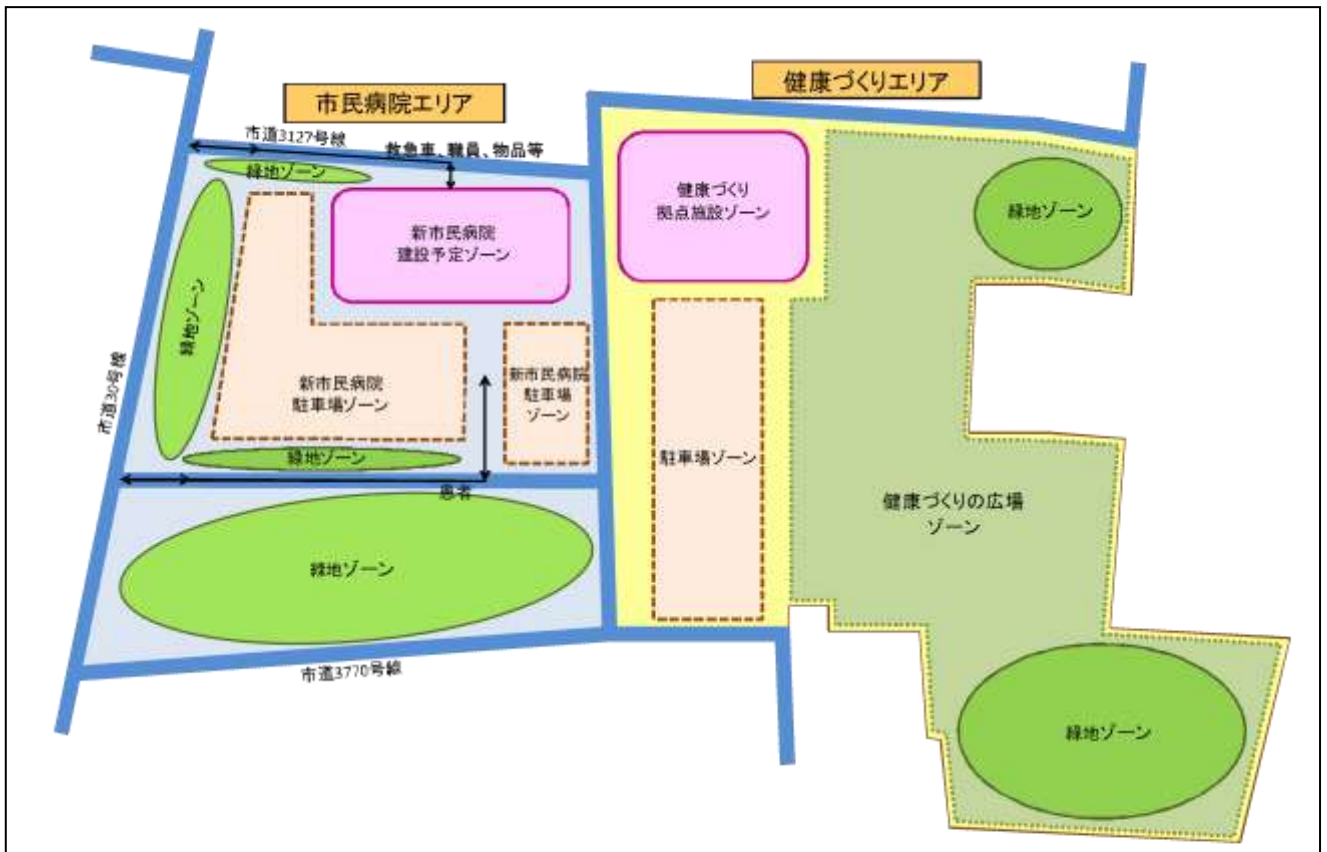 市民病院エリア
健康づくりエリア
市道3127号線
救急車、職員、物品等
緑地ゾーン
新市民病院
建設予定ゾーン
健康づくり
拠点施設ゾーン
緑地ゾーン
緑地ゾーン
市道30号線
新市民病院
駐車場ゾーン
新市民病院
駐車場
ゾーン
緑地ゾーン
患者
駐車場ゾーン
健康づくりの広場
ゾーン
緑地ゾーン
市道3770号線
緑地ゾーン